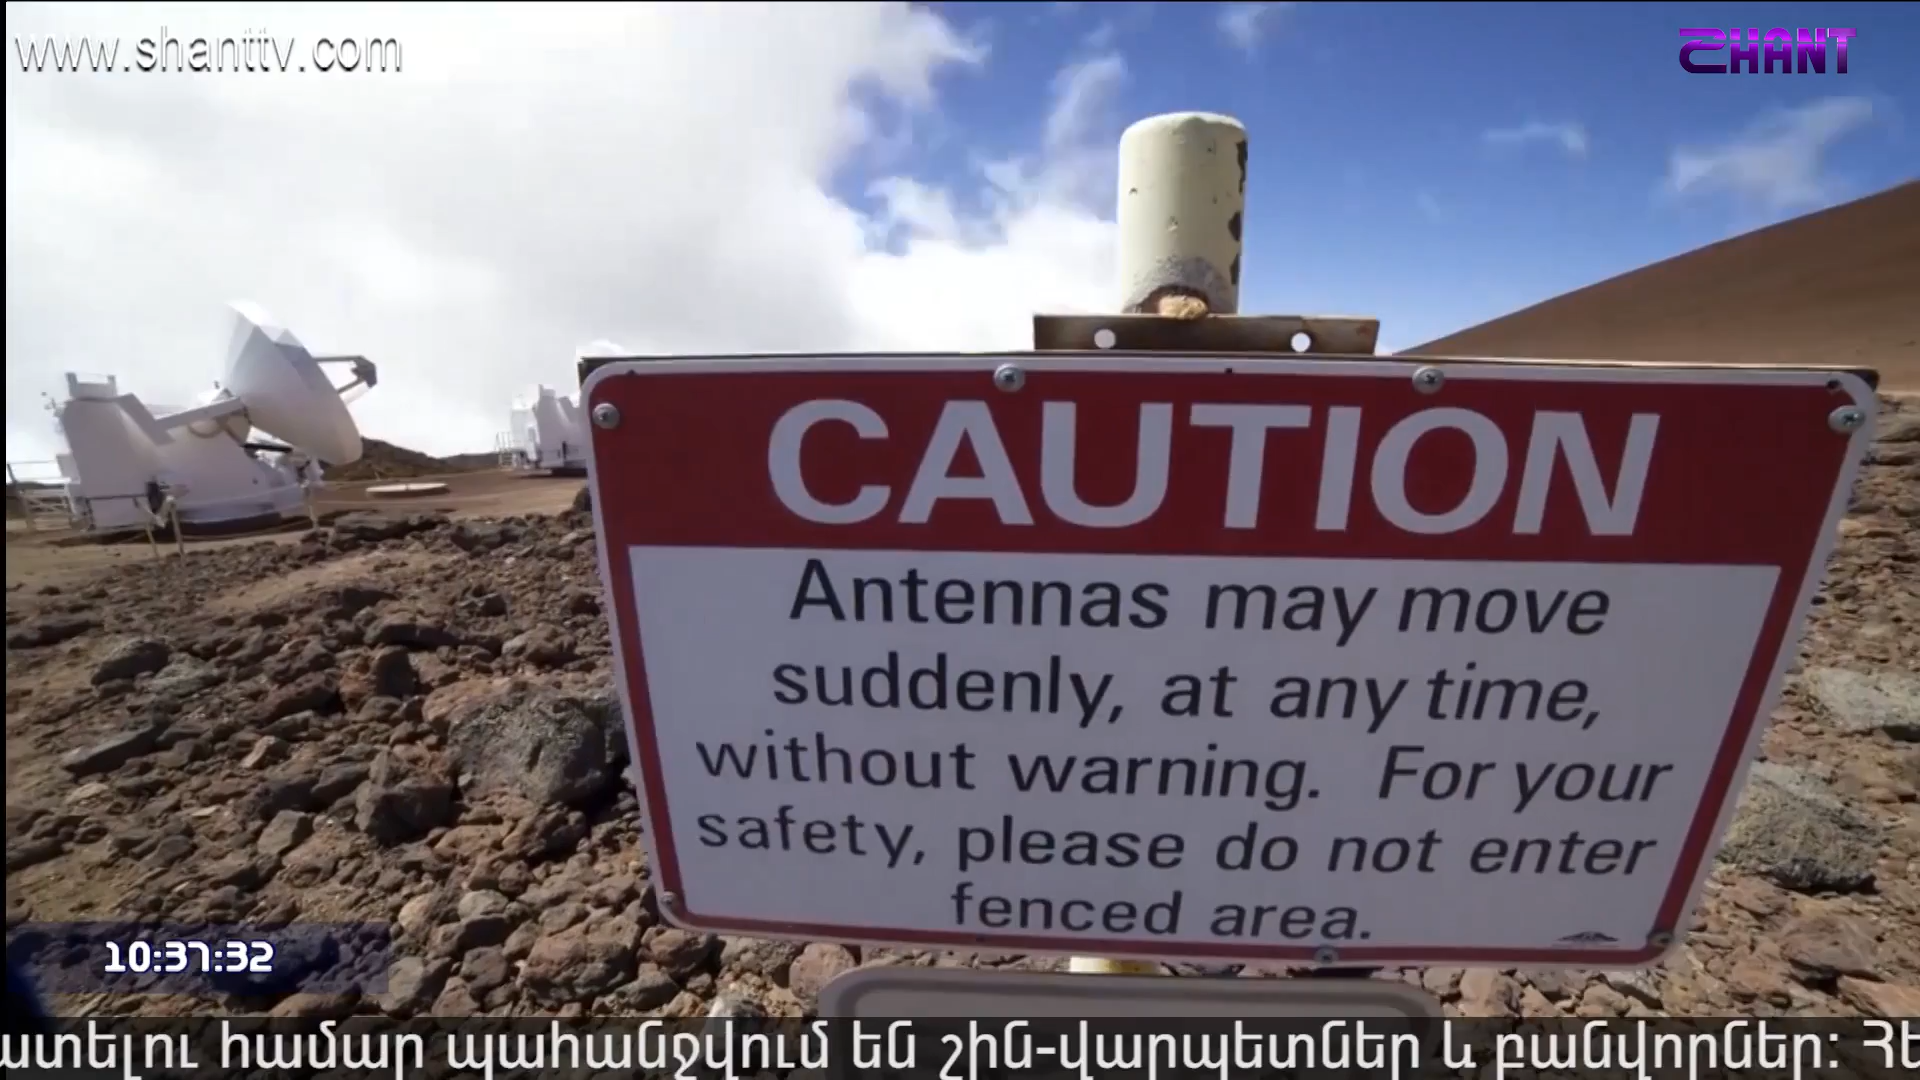 www.shanttv.com
SHANT
CAUTION
Antennas may move
suddenly, at any time,
without warning. For your
safety, please do not enter
fenced area.
10:37:32
ատելու համար պահանջվում են շին-վարպետներ և բանվորներ: Հե